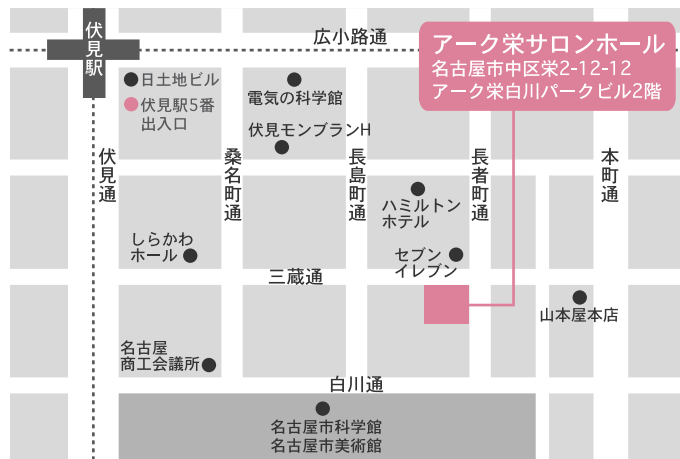 伏見駅
広小路通
アーク栄サロンホール
名古屋市中区栄2-12-12
アーク栄白川パークビル2階
日土地ビル
伏見駅5番
出入口
電気の科学館
伏見モンブランH
伏見通
桑名町通
長島町通
長者町通
本町通
ハミルトン
ホテル
しらかわ
ホール
セブン
イレブン
三蔵通
山本屋本店
名古屋
商工会議所
白川通
名古屋市科学館
名古屋市美術館